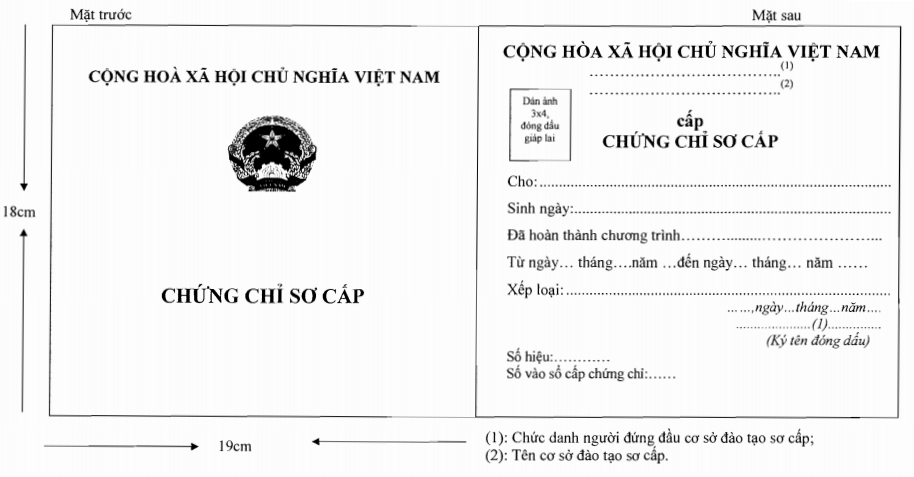 Mặt trước
CỘNG HOÀ XÃ HỘI CHỦ NGHĨA VIỆT NAM
VIỆT NAM
CHỨNG CHỈ SƠ CẤP
18cm
19cm
Mặt sau
CỘNG HÒA XÃ HỘI CHỦ NGHĨA VIỆT NAM
.......................................(1)
.......................................(2)
Dán ảnh
3x4,
đóng dấu
giáp lai
cấp
CHỨNG CHỈ SƠ CẤP
Cho:......................................................................
Sinh ngày:................................................................
Đã hoàn thành chương trình……….......………………………...
Từ ngày… tháng….năm …đến ngày… tháng… năm ……
Xếp loại:..................................................................
… …,ngày…tháng…năm….
.....................(1)...............
(Ký tên đóng dấu)
Số hiệu:…………
Số vào sổ cấp chứng chỉ:……
(1): Chức danh người đứng đầu cơ sở đào tạo sơ cấp;
(2): Tên cơ sở đào tạo sơ cấp.